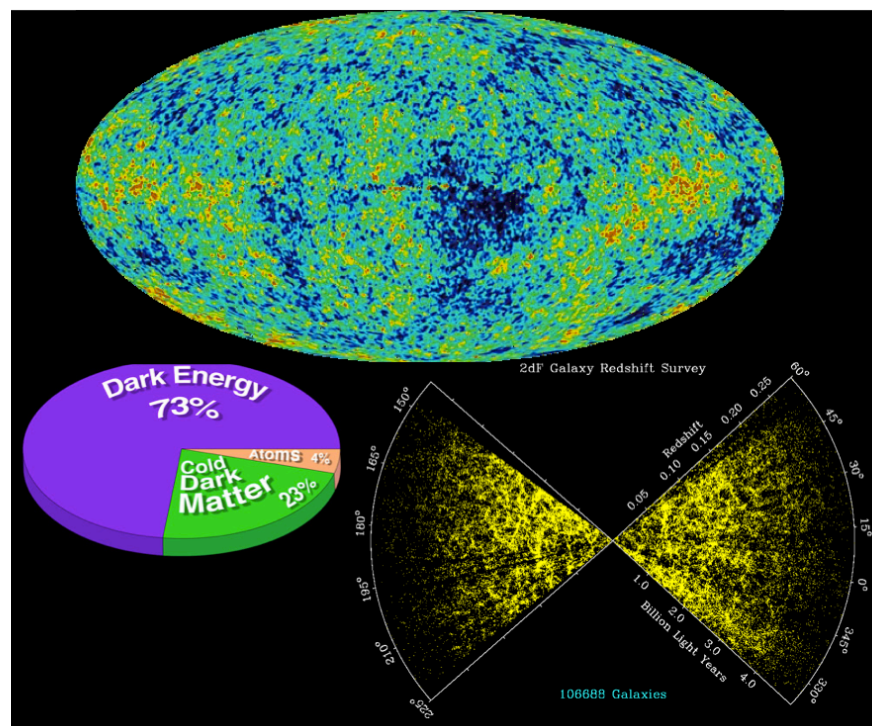 2dF Galaxy Redshift Survey
Dark Energy
73%
Atoms 4%
Cold
Dark
Matter
23%
150°
165°
180°
195°
210°
225°
60°
45°
30°
15°
0°
345°
330°
Redshift
0.05
0.10
0.15
0.20
0.25
1.0
2.0
3.0
4.0
Billion Light Years
106688 Galaxies